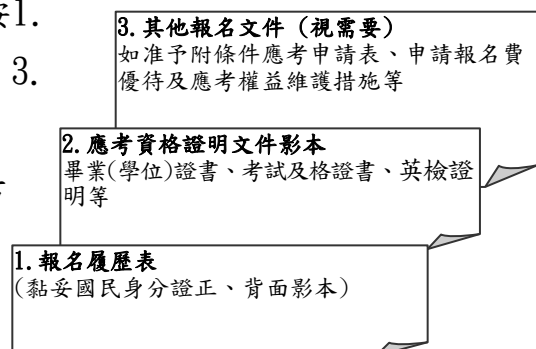 安1.
3.
3.其他報名文件（視需要）
如准予附條件應考申請表、申請報名費
優待及應考權益維護措施等
2.應考資格證明文件影本
畢業(學位)證書、考試及格證書、英檢證
明等
1.報名履歷表
(黏妥國民身分證正、背面影本)